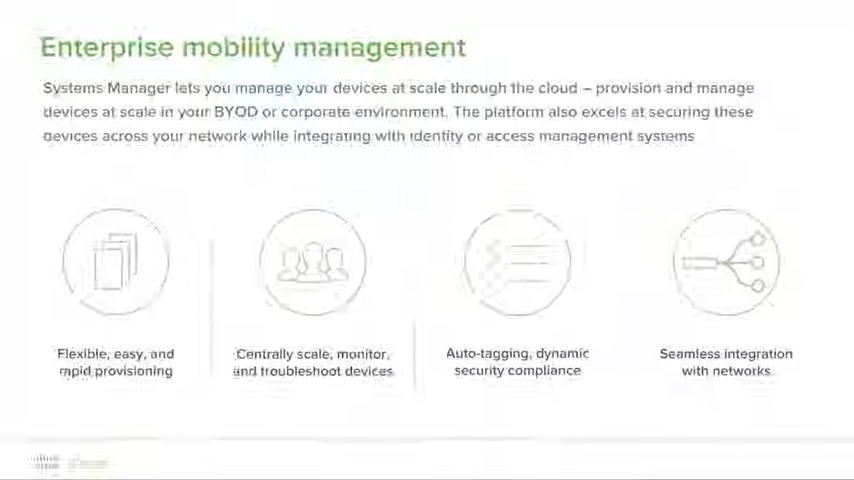 Enterprise mobility management
Systems Manager lets you manage your devices at scale through the cloud – provision and manage
devices at scale in your BYOD or corporate environment. The platform also excels at securing these
devices across your network while integrating with identity or access management systems
Flexible, easy, and
rapid provisioning
Centrally scale, monitor,
and troubleshoot devices
Auto-tagging, dynamic
security compliance
Seamless integration
with networks